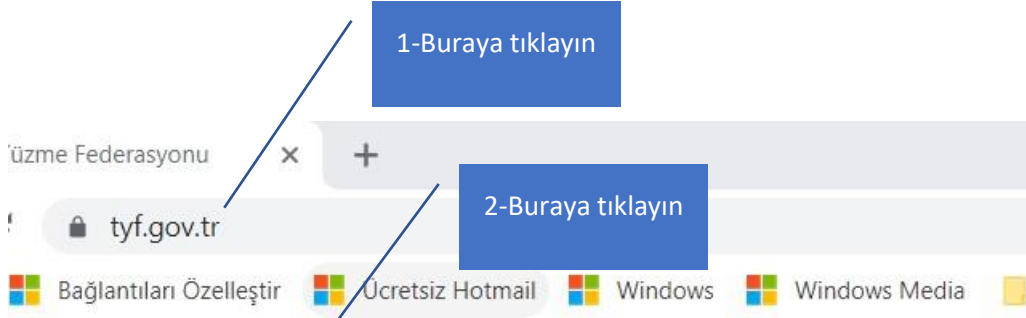 1-Buraya tıklayın
üzme Federasyonu
2-Buraya tıklayın
tyf.gov.tr
Bağlantıları Özelleştir Ücretsiz Hotmail Windows Windows Media